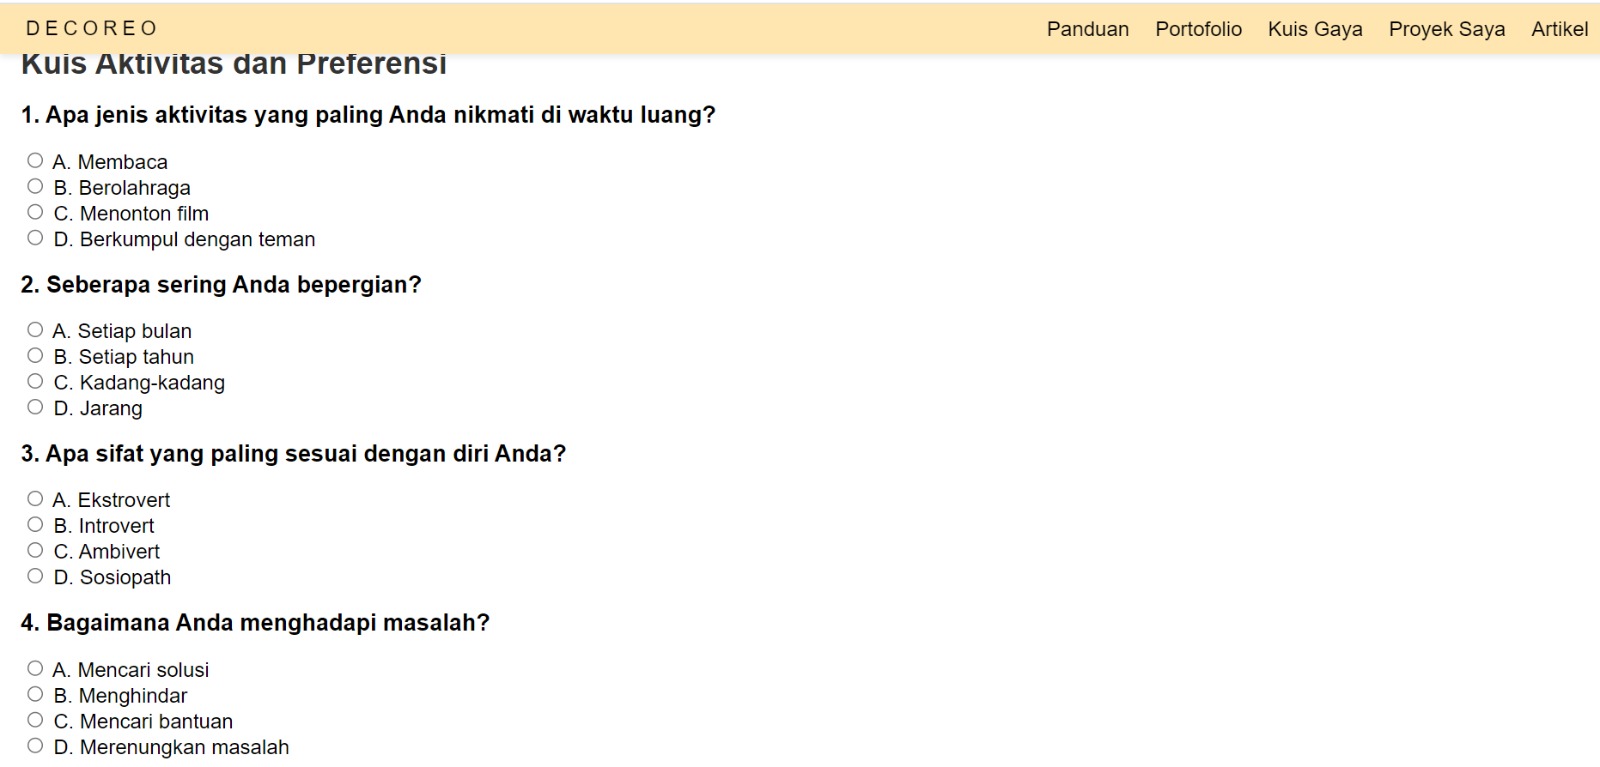 DECOREO
Panduan Portofolio Kuis Gaya Proyek Saya Artikel
Kuis Aktivitas dan Preferensi
1. Apa jenis aktivitas yang paling Anda nikmati di waktu luang?
A. Membaca
B. Berolahraga
C. Menonton film
D. Berkumpul dengan teman
2. Seberapa sering Anda bepergian?
A. Setiap bulan
B. Setiap tahun
C. Kadang-kadang
D. Jarang
3. Apa sifat yang paling sesuai dengan diri Anda?
A. Ekstrovert
B. Introvert
C. Ambivert
D. Sosiopath
4. Bagaimana Anda menghadapi masalah?
A. Mencari solusi
B. Menghindar
C. Mencari bantuan
D. Merenungkan masalah